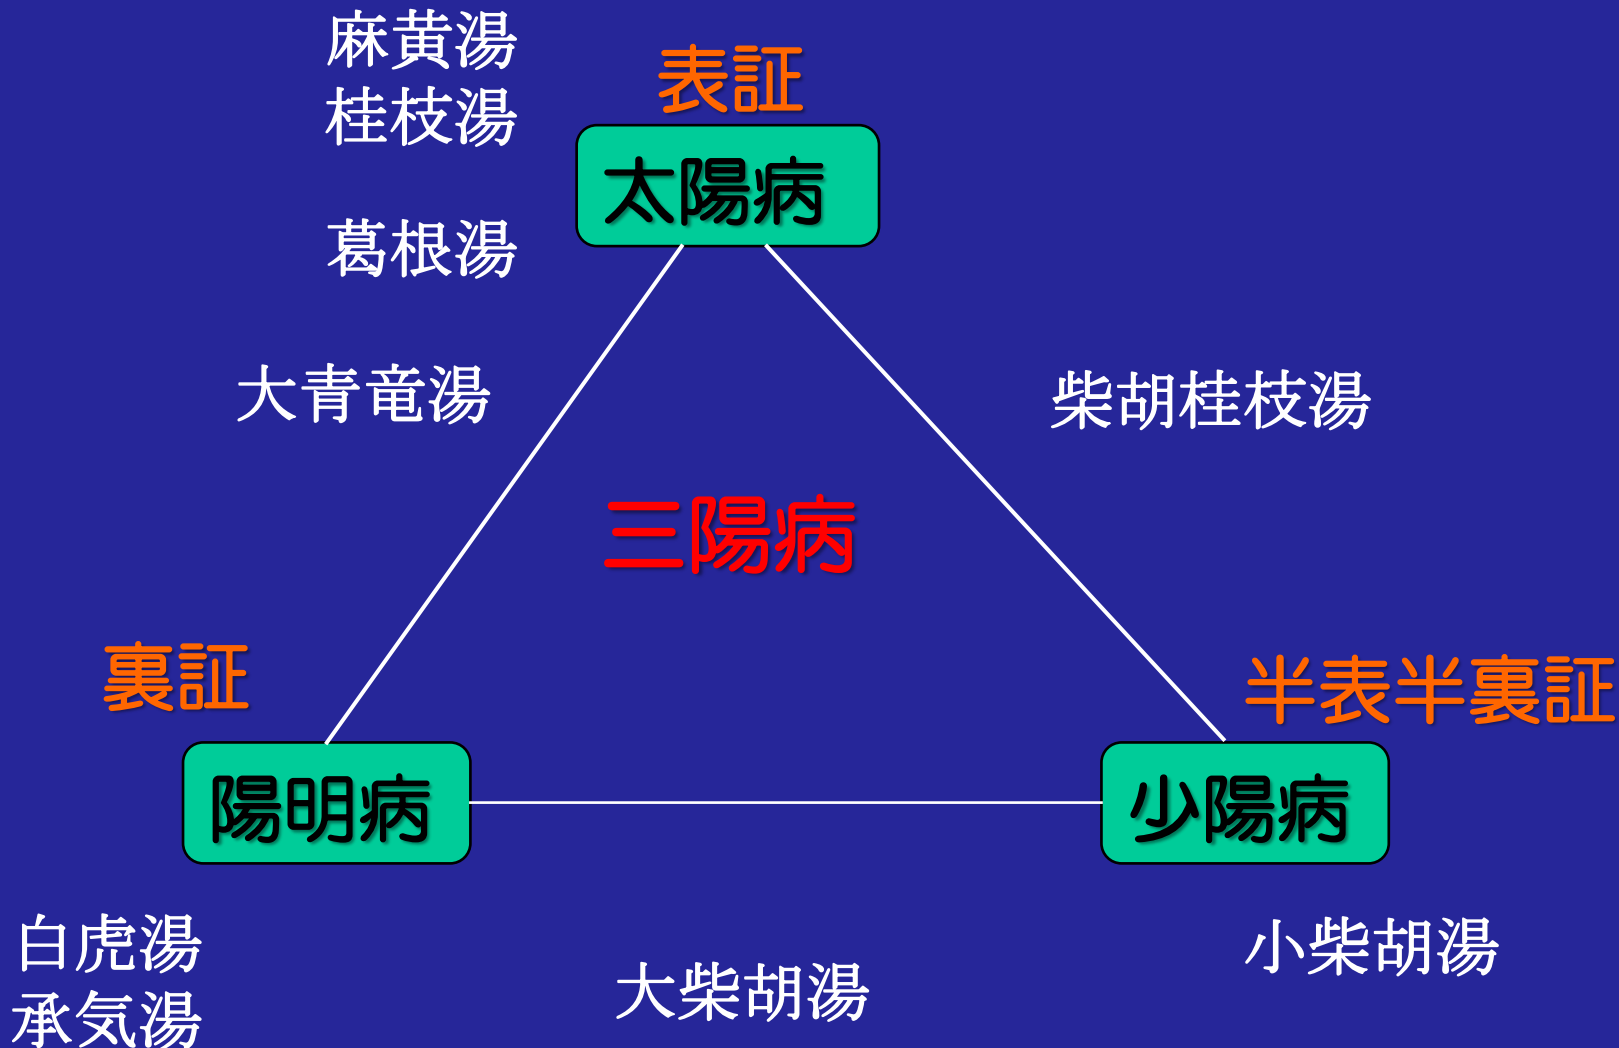 麻黄湯
桂枝湯
表証
太陽病
葛根湯
大青竜湯
柴胡桂枝湯
三陽病
裏証
半表半裏証
陽明病
少陽病
白虎湯
承気湯
大柴胡湯
小柴胡湯